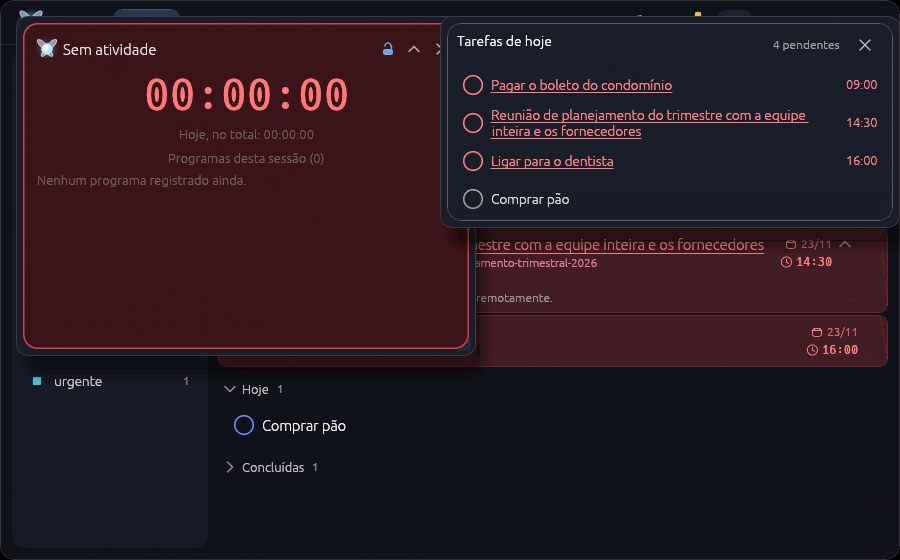 Sem atividade
00:00:00
Hoje, no total: 00:00:00
Programas desta sessão (0)
Nenhum programa registrado ainda.
Tarefas de hoje
4 pendentes
Pagar o boleto do condomínio
09:00
Reunião de planejamento do trimestre com a equipe
inteira e os fornecedores
14:30
Ligar para o dentista
16:00
Comprar pão
mestre com a equipe inteira e os fornecedores
23/11
amento-trimestral-2026
14:30
remotamente.
23/11
16:00
urgente
1
Hoje 1
Comprar pão
Concluídas 1